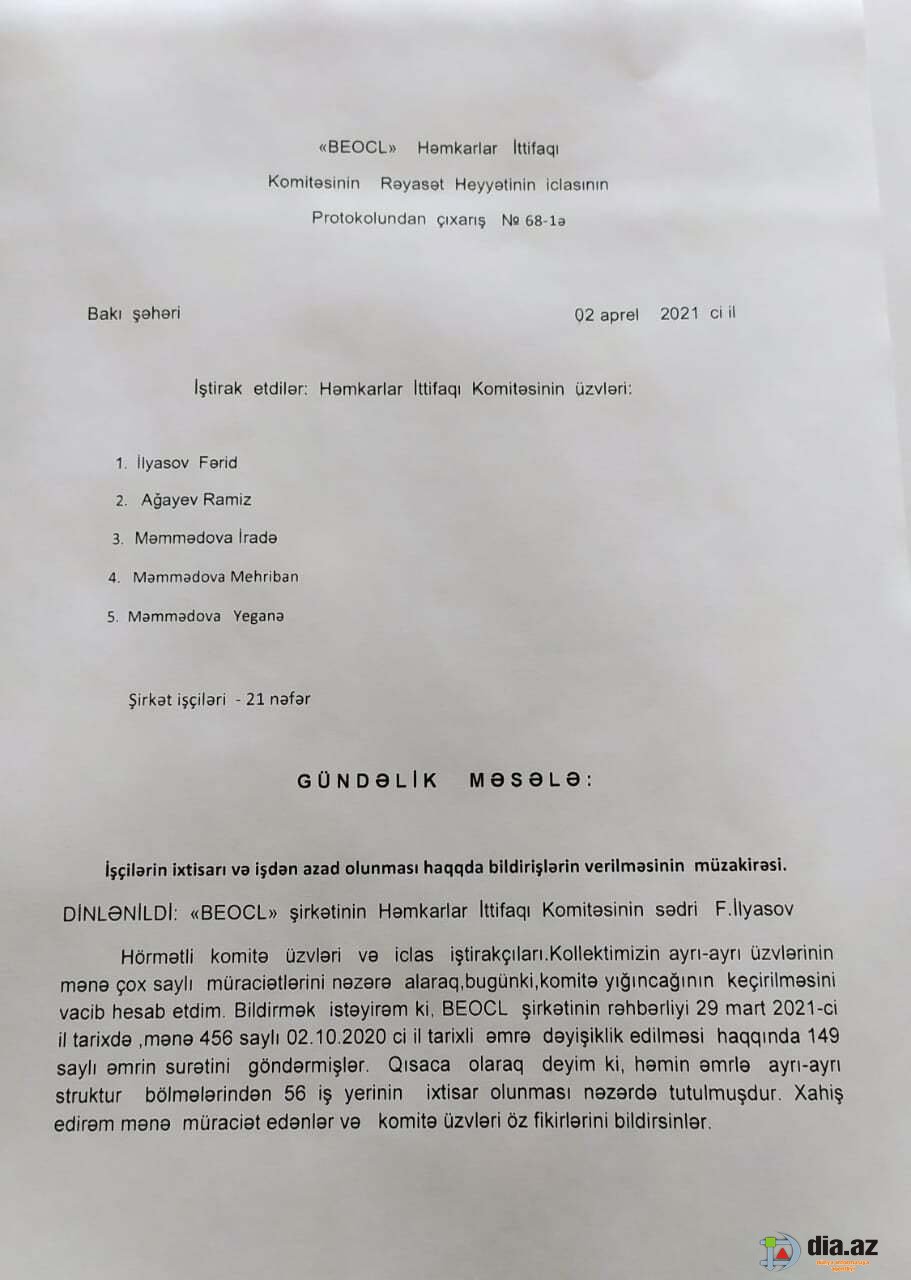 «BEOCL» Həmkarlar İttifaqı
Komitəsinin Rəyasət Heyyətinin iclasının
Protokolundan çıxarış № 68-1ə
Bakı şəhəri 02 aprel 2021 ci il
İştirak etdilər: Həmkarlar İttifaqı Komitəsinin üzvləri:
1. İlyasov Fərid
2. Ağayev Ramiz
3. Məmmədova İradə
4. Məmmədova Mehriban
5. Məmmədova Yeganə
Şirkət işçiləri - 21 nəfər
GÜNDƏLİK MƏSƏLƏ:
İşçilərin ixtisarı və işdən azad olunması haqqda bildirişlərin verilməsinin müzakirəsi.
DİNLƏNİLDİ: «BEOCL» şirkətinin Həmkarlar İttifaqı Komitəsinin sədri F.İlyasov
Hörmətli komitə üzvləri və iclas iştirakçıları.Kollektimizin ayrı-ayrı üzvlərinin
mənə çox saylı müraciətlərini nəzərə alaraq,bugünki,komitə yığıncağının keçirilməsini
vacib hesab etdim. Bildirmək istəyirəm ki, BEOCL şirkətinin rəhbərliyi 29 mart 2021-ci
il tarixdə ,mənə 456 saylı 02.10.2020 ci il tarixli əmrə dəyişiklik edilməsi haqqında 149
saylı əmrin surətini göndərmişlər. Qısaca olaraq deyim ki, həmin əmrlə ayrı-ayrı
struktur bölmələrindən 56 iş yerinin ixtisar olunması nəzərdə tutulmuşdur. Xahiş
edirəm mənə müraciət edənlər və komitə üzvləri öz fikirlərini bildirsinlər.
dia.az